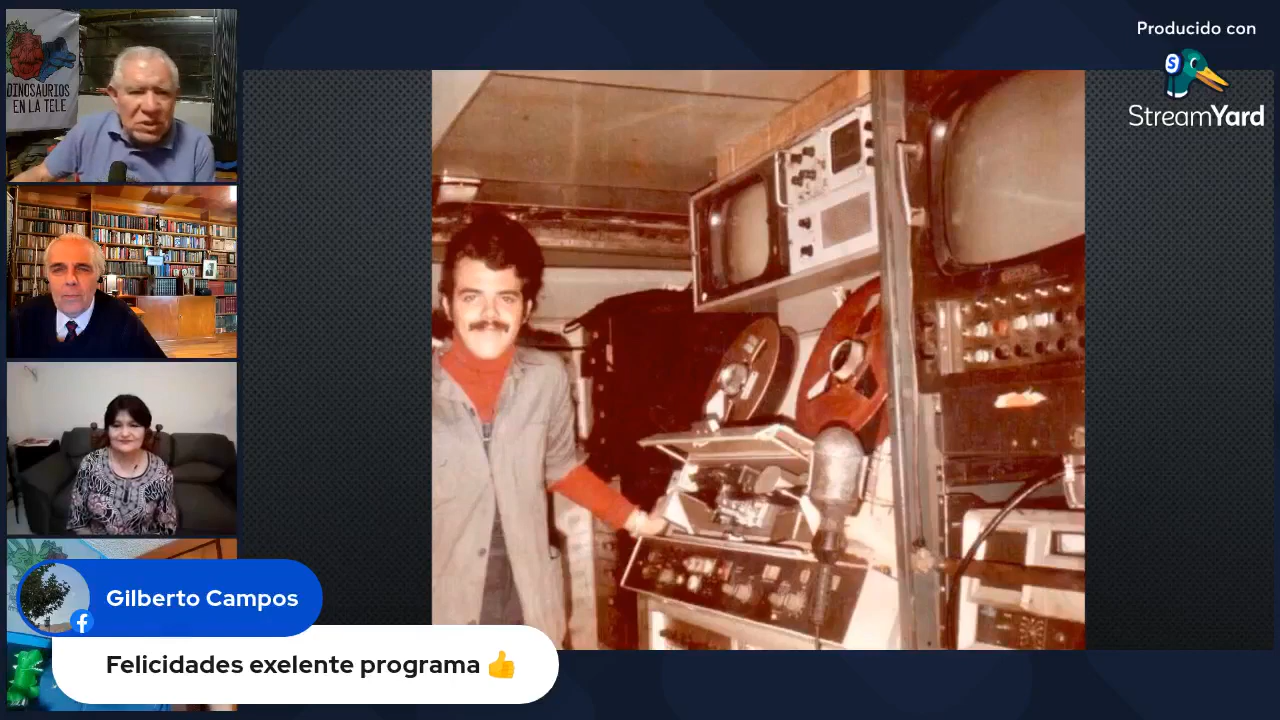 Producido con
StreamYard
DINOSAURIOS
EN LA TELE
Gilberto Campos
Felicidades exelente programa 👍